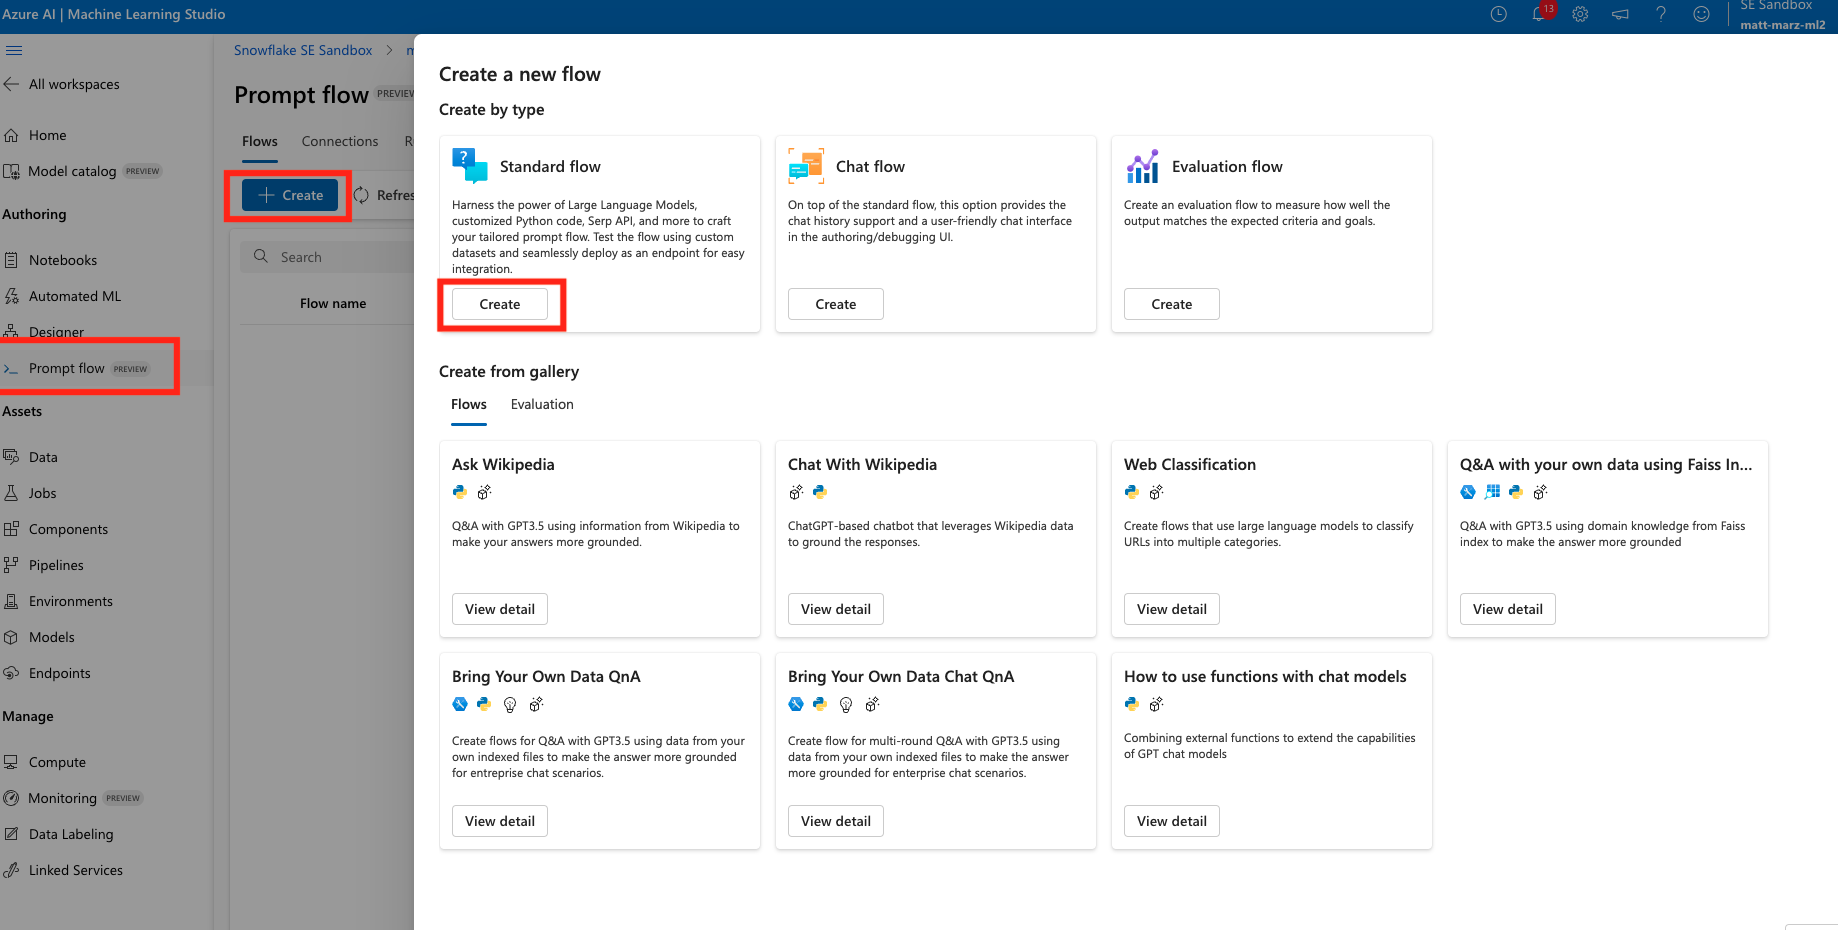 Azure AI | Machine Learning Studio
13
SE Sandbox
matt-marz-ml2
All workspaces
Home
Model catalog PREVIEW
Authoring
Notebooks
Automated ML
Designer
Prompt flow PREVIEW
Assets
Data
Jobs
Components
Pipelines
Environments
Models
Endpoints
Manage
Compute
Monitoring PREVIEW
Data Labeling
Linked Services
Snowflake SE Sandbox >
Prompt flow PREVIEW
Flows Connections
Create Refres
Search
Flow name
Create a new flow
Create by type
Standard flow
Harness the power of Large Language Models,
customized Python code, Serp API, and more to craft
your tailored prompt flow. Test the flow using custom
datasets and seamlessly deploy as an endpoint for easy
integration.
Create
Chat flow
On top of the standard flow, this option provides the
chat history support and a user-friendly chat interface
in the authoring/debugging UI.
Create
Evaluation flow
Create an evaluation flow to measure how well the
output matches the expected criteria and goals.
Create
Create from gallery
Flows Evaluation
Ask Wikipedia
Q&A with GPT3.5 using information from Wikipedia to
make your answers more grounded.
View detail
Chat With Wikipedia
ChatGPT-based chatbot that leverages Wikipedia data
to ground the responses.
View detail
Web Classification
Create flows that use large language models to classify
URLs into multiple categories.
View detail
Q&A with your own data using Faiss In...
Q&A with GPT3.5 using domain knowledge from Faiss
index to make the answer more grounded
View detail
Bring Your Own Data QnA
Create flows for Q&A with GPT3.5 using data from your
own indexed files to make the answer more grounded
for entreprise chat scenarios.
View detail
Bring Your Own Data Chat QnA
Create flow for multi-round Q&A with GPT3.5 using
data from your own indexed files to make the answer
more grounded for enterprise chat scenarios.
View detail
How to use functions with chat models
Combining external functions to extend the capabilities
of GPT chat models
View detail